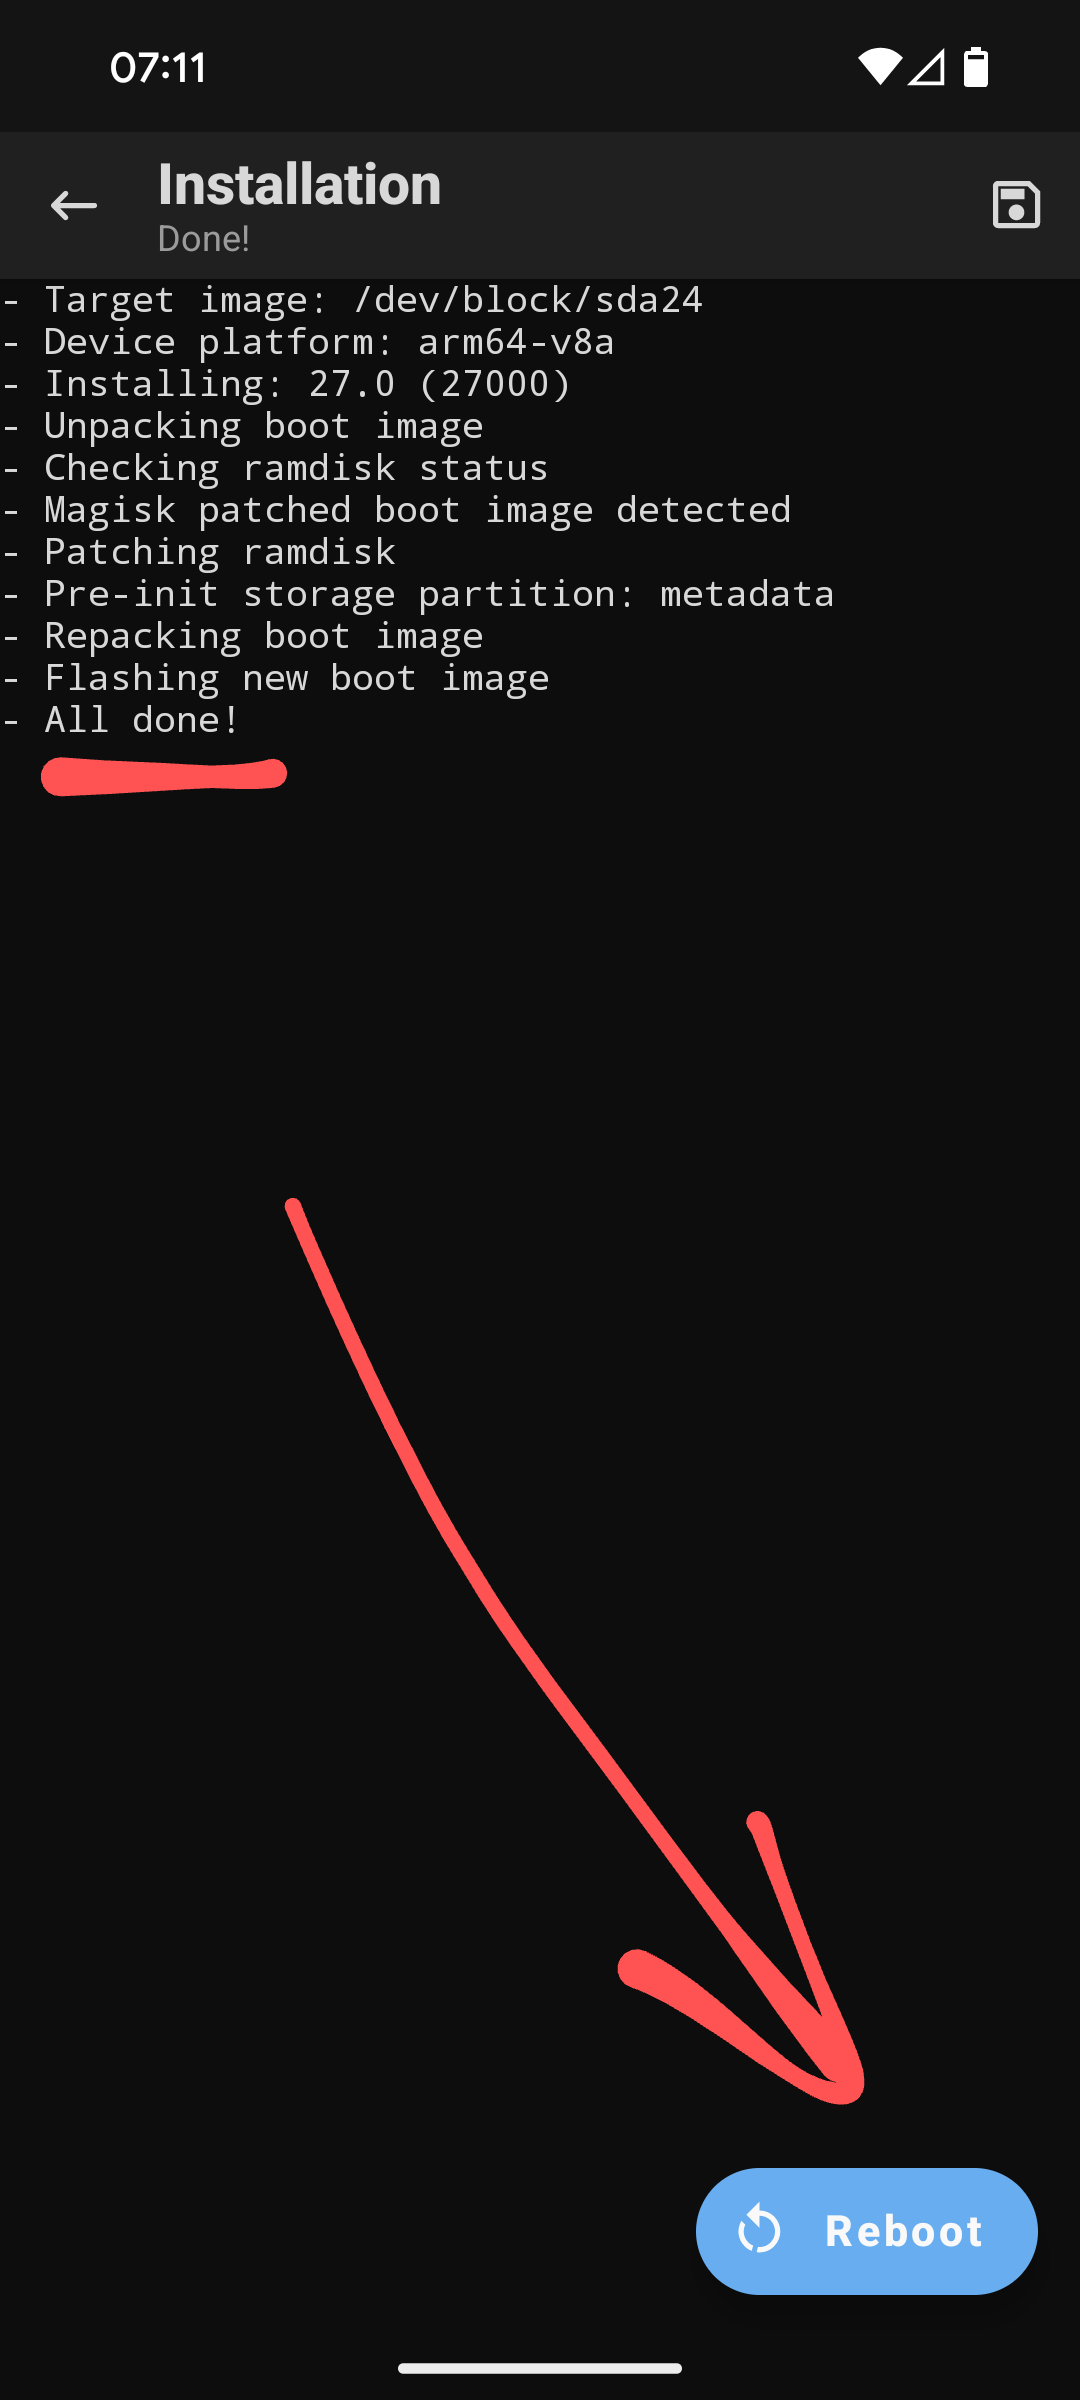 07:11
Installation
Done!
- Target image: /dev/block/sda24
- Device platform: arm64-v8a
- Installing: 27.0 (27000)
- Unpacking boot image
- Checking ramdisk status
- Magisk patched boot image detected
- Patching ramdisk
- Pre-init storage partition: metadata
- Repacking boot image
- Flashing new boot image
- All done!
Reboot